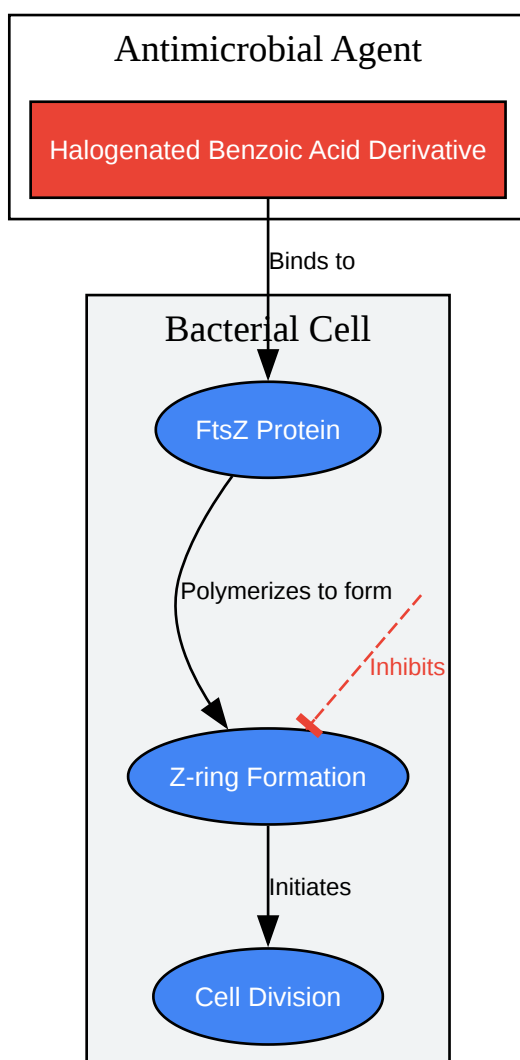 Antimicrobial Agent
Halogenated Benzoic Acid Derivative
Binds to
Bacterial Cell
FtsZ Protein
Polymerizes to form
Inhibits
Z-ring Formation
Initiates
Cell Division